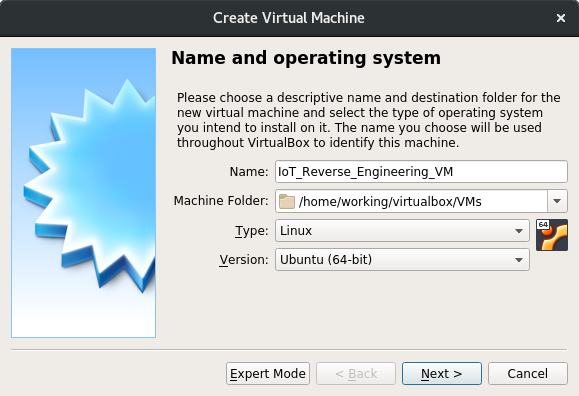 Create Virtual Machine
Name and operating system
Please choose a descriptive name and destination folder for the
new virtual machine and select the type of operating system
you intend to install on it. The name you choose will be used
throughout VirtualBox to identify this machine.
Name: IoT_Reverse_Engineering_VM
Machine Folder: /home/working/virtualbox/VMs
Type: Linux
64
Version: Ubuntu (64-bit)
Expert Mode < Back Next > Cancel